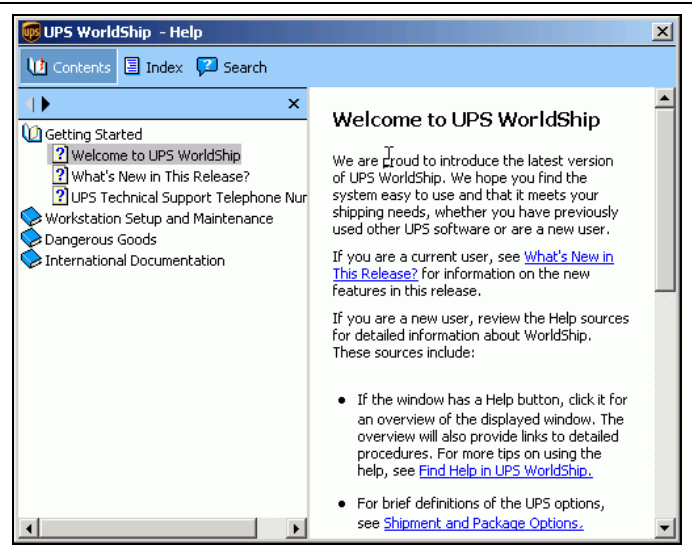 UPS WorldShip - Help
Contents Index Search
Getting Started
Welcome to UPS WorldShip
What's New in This Release?
UPS Technical Support Telephone Nur
Workstation Setup and Maintenance
Dangerous Goods
International Documentation
Welcome to UPS WorldShip
We are proud to introduce the latest version
of UPS WorldShip. We hope you find the
system easy to use and that it meets your
shipping needs, whether you have previously
used other UPS software or are a new user.
If you are a current user, see What's New in
This Release? for information on the new
features in this release.
If you are a new user, review the Help sources
for detailed information about WorldShip.
These sources include:
• If the window has a Help button, click it for
an overview of the displayed window. The
overview will also provide links to detailed
procedures. For more tips on using the
help, see Find Help in UPS WorldShip.
• For brief definitions of the UPS options,
see Shipment and Package Options.